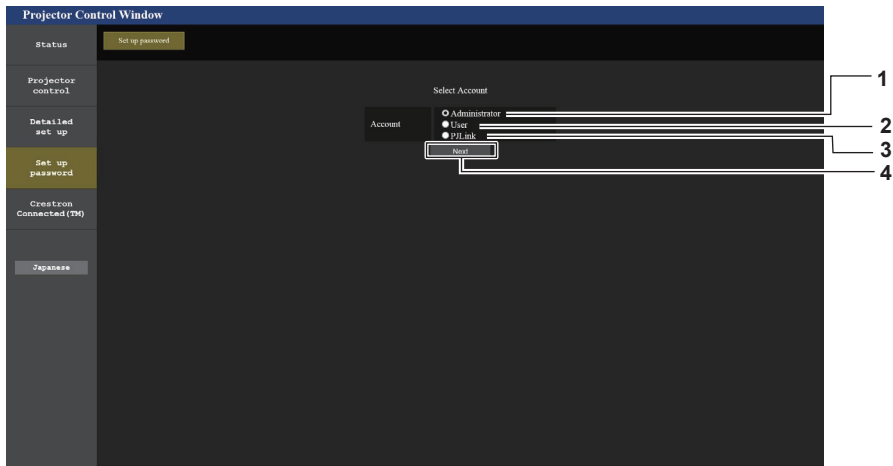 Projector Control Window
Status
Set up password
Projector
control
Detailed
set up
Set up
password
Crestron
Connected(TM)
Japanese
Select Account
Account
Administrator
User
PJLink
Next
1
2
3
4